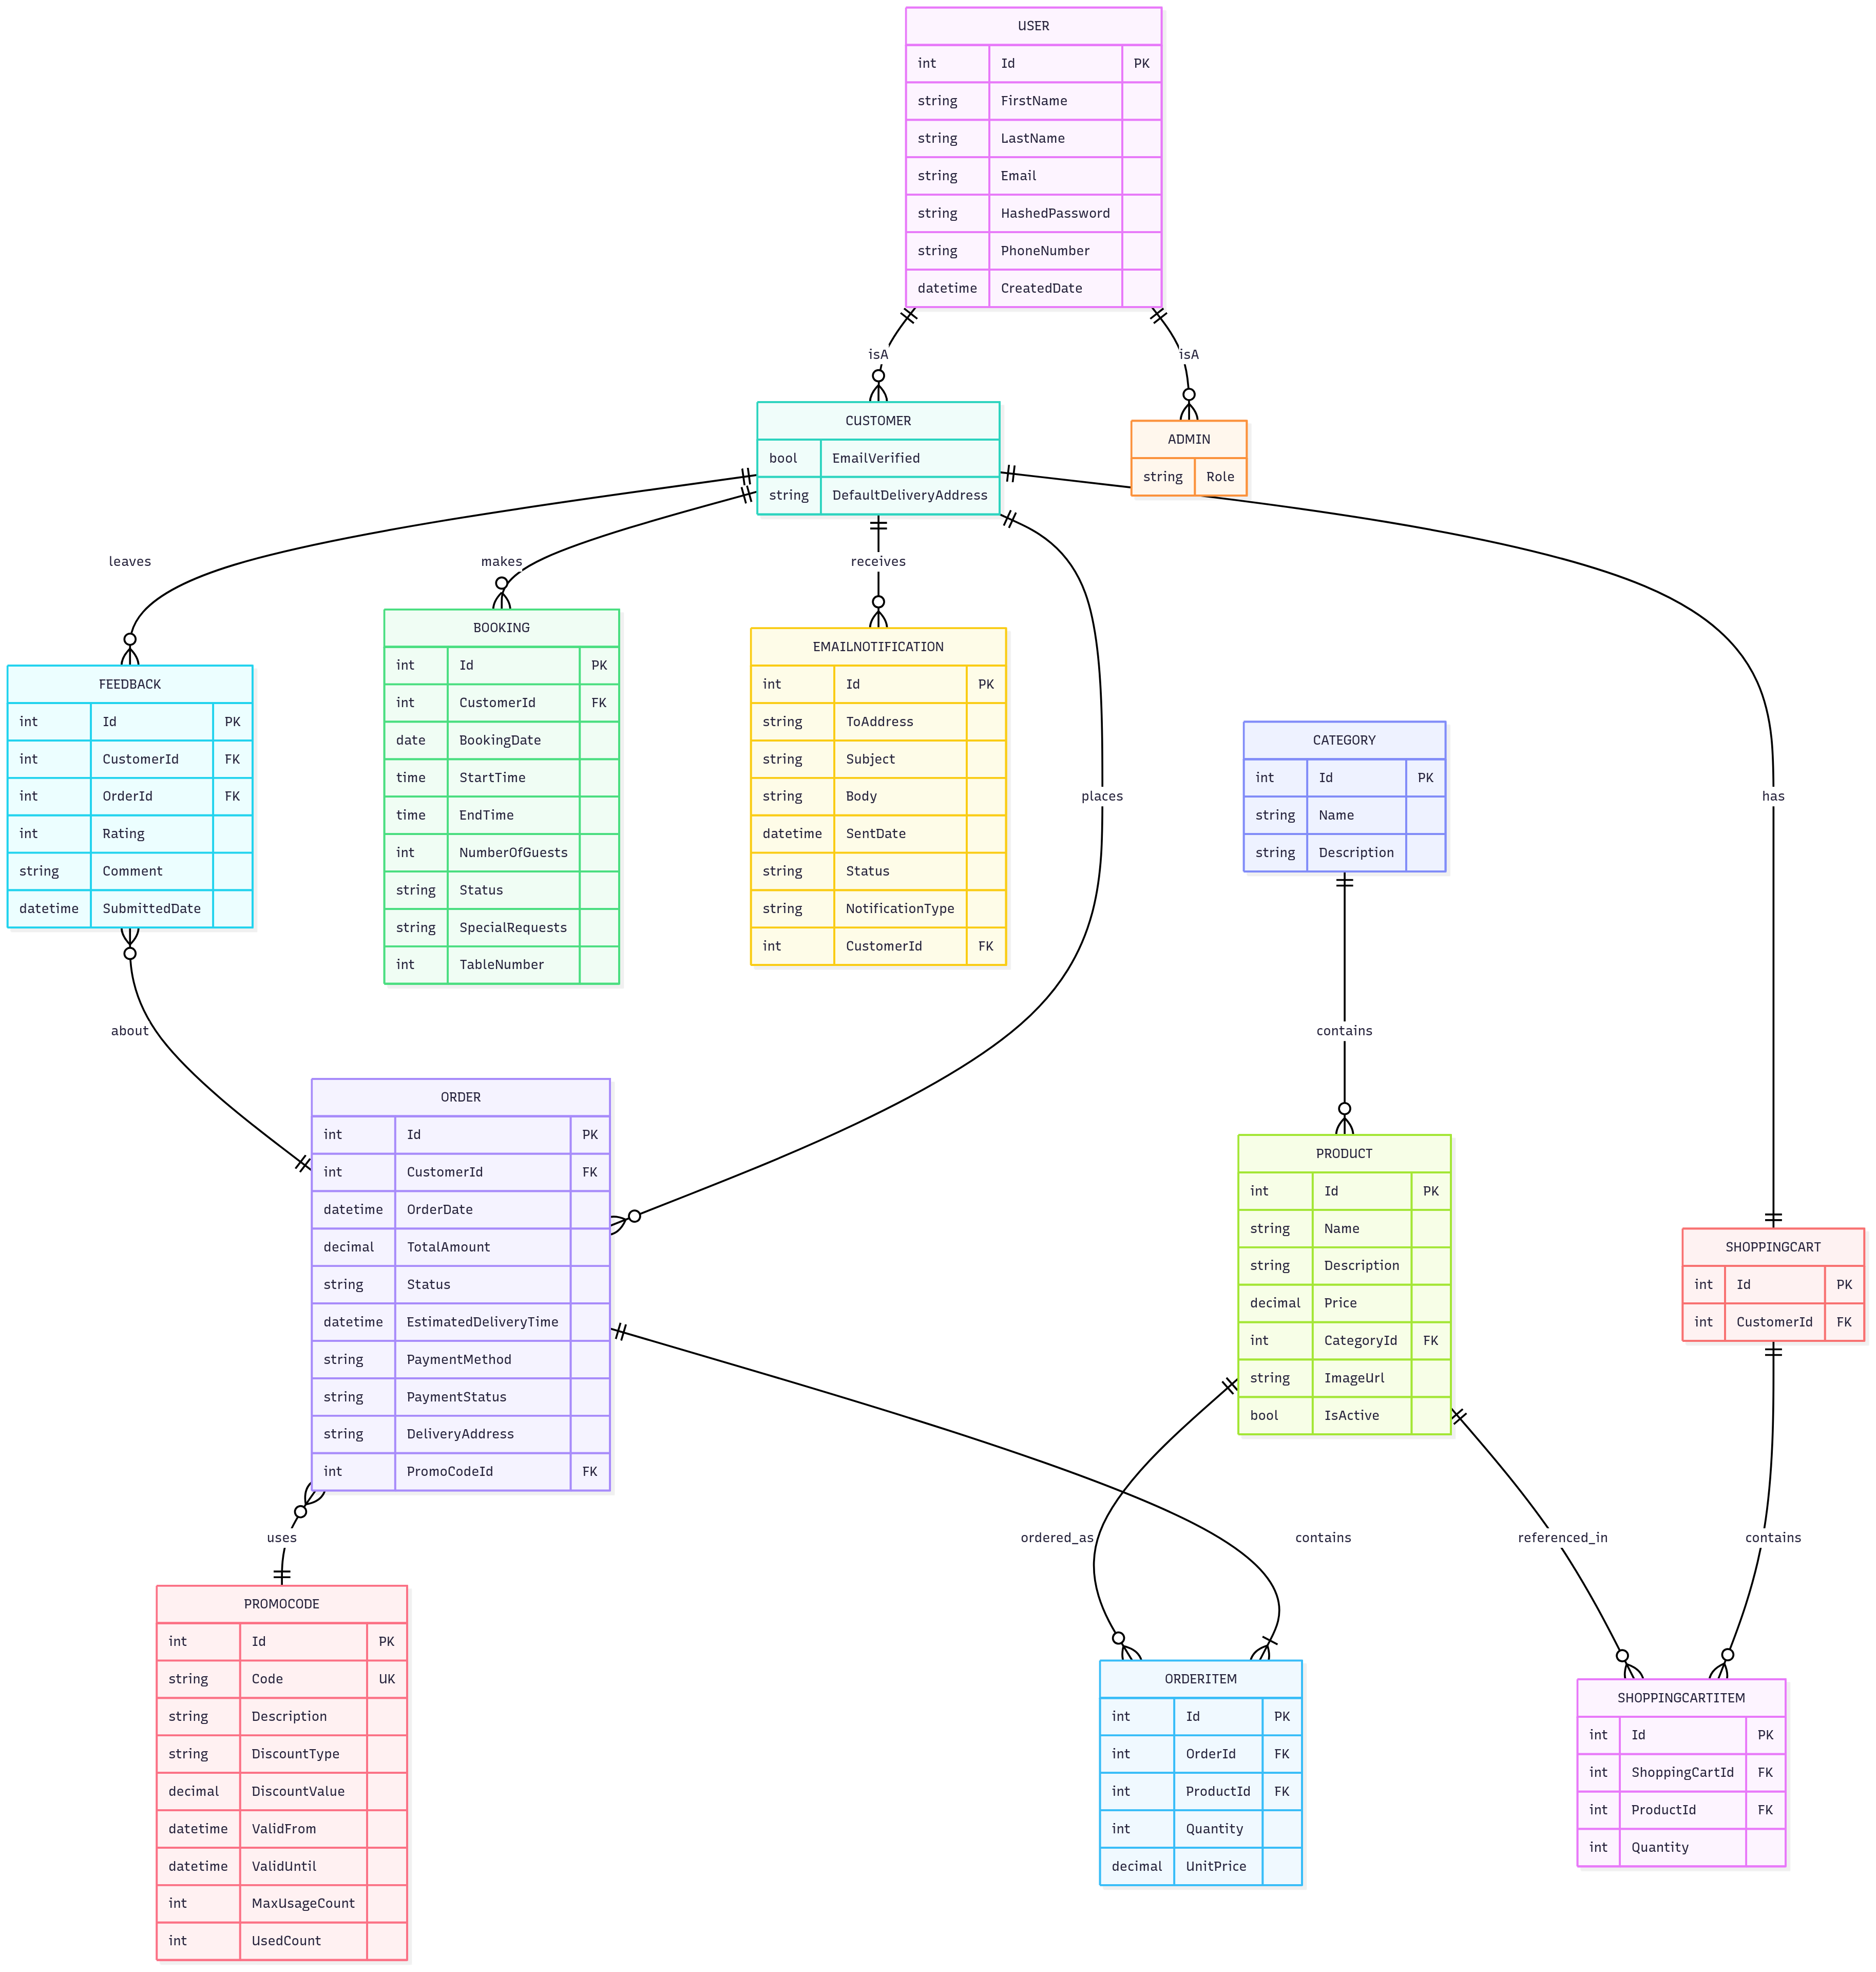 USER
int Id PK
string FirstName
string LastName
string Email
string HashedPassword
string PhoneNumber
datetime CreatedDate
isA
isA
CUSTOMER
bool EmailVerified
string DefaultDeliveryAddress
ADMIN
string Role
leaves
makes
receives
places
has
FEEDBACK
int Id PK
int CustomerId FK
int OrderId FK
int Rating
string Comment
datetime SubmittedDate
BOOKING
int Id PK
int CustomerId FK
date BookingDate
time StartTime
time EndTime
int NumberOfGuests
string Status
string SpecialRequests
int TableNumber
EMAILNOTIFICATION
int Id PK
string ToAddress
string Subject
string Body
datetime SentDate
string Status
string NotificationType
int CustomerId FK
CATEGORY
int Id PK
string Name
string Description
about
contains
ORDER
int Id PK
int CustomerId FK
datetime OrderDate
decimal TotalAmount
string Status
datetime EstimatedDeliveryTime
string PaymentMethod
string PaymentStatus
string DeliveryAddress
int PromoCodeId FK
PRODUCT
int Id PK
string Name
string Description
decimal Price
int CategoryId FK
string ImageUrl
bool IsActive
SHOPPINGCART
int Id PK
int CustomerId FK
uses
ordered_as
contains
referenced_in
contains
PROMOCODE
int Id PK
string Code UK
string Description
string DiscountType
decimal DiscountValue
datetime ValidFrom
datetime ValidUntil
int MaxUsageCount
int UsedCount
ORDERITEM
int Id PK
int OrderId FK
int ProductId FK
int Quantity
decimal UnitPrice
SHOPPINGCARTITEM
int Id PK
int ShoppingCartId FK
int ProductId FK
int Quantity